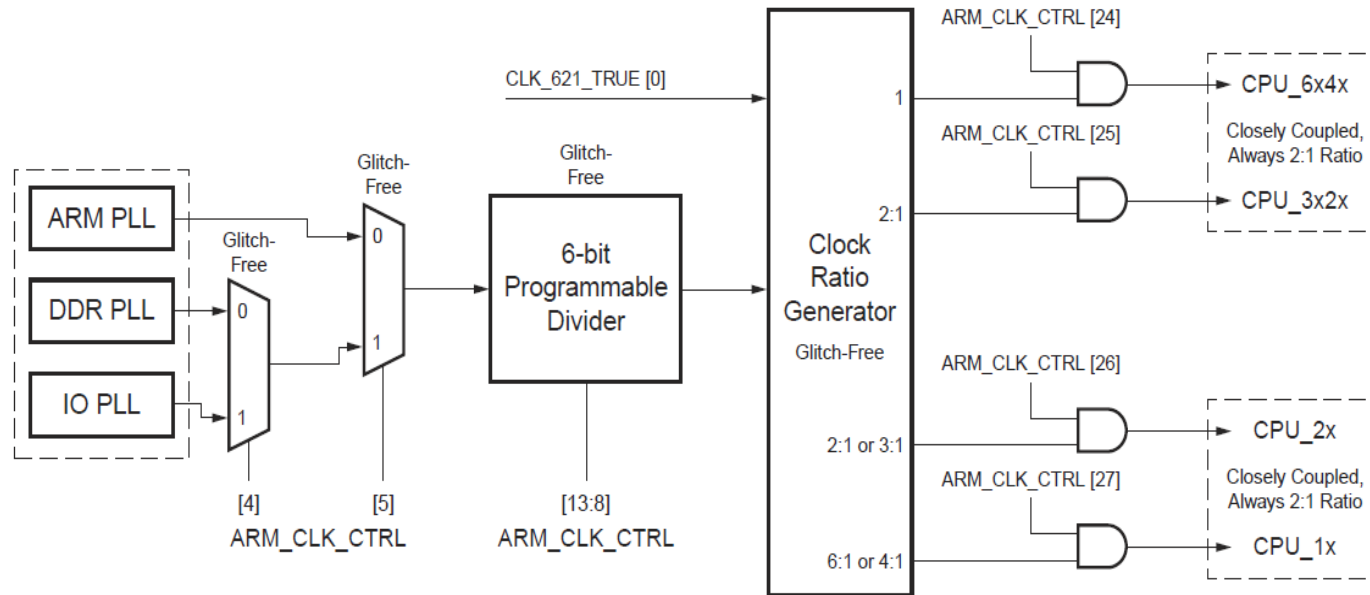 ARM_CLK_CTRL [24]
CLK_621_TRUE [0]
1
CPU_6x4x
ARM_CLK_CTRL [25]
Closely Coupled,
Always 2:1 Ratio
Glitch-
Free
Glitch-
Free
ARM PLL
0
2:1
CPU_3x2x
Glitch-
Free
6-bit
Programmable
Divider
Clock
Ratio
Generator
Glitch-Free
DDR PLL
0
1
IO PLL
1
ARM_CLK_CTRL [26]
2:1 or 3:1
CPU_2x
ARM_CLK_CTRL [27]
Closely Coupled,
Always 2:1 Ratio
[4]
[5]
[13:8]
ARM_CLK_CTRL
ARM_CLK_CTRL
6:1 or 4:1
CPU_1x